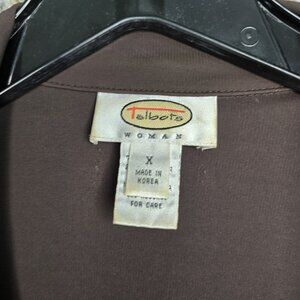 Talbots
WOMAN
X
MADE IN
KOREA
FOR CARE